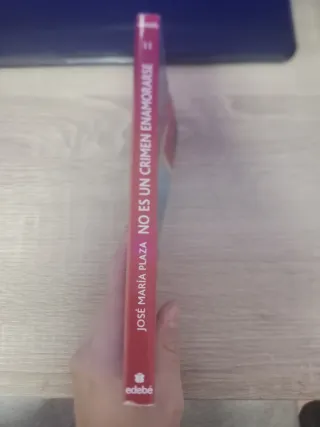 JOSÉ MARÍA PLAZA NO ES UN CRIMEN ENAMORARSE
edebé